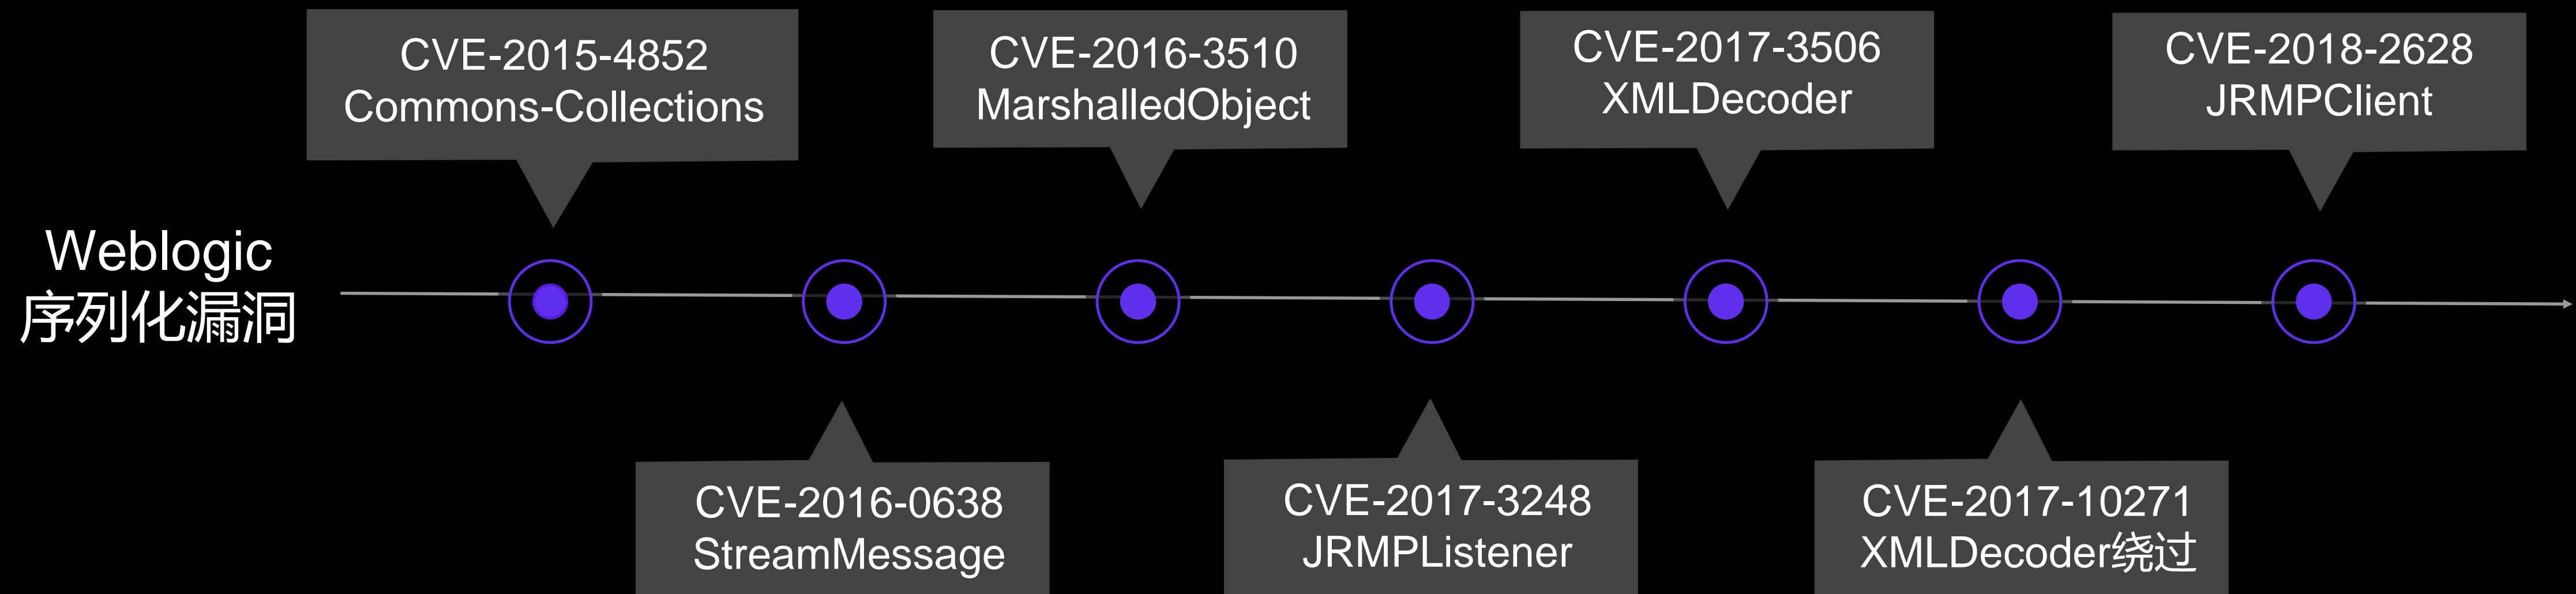 Weblogic
序列化漏洞
CVE-2015-4852
Commons-Collections
CVE-2016-0638
StreamMessage
CVE-2016-3510
MarshalledObject
CVE-2017-3248
JRMPListener
CVE-2017-3506
XMLDecoder
CVE-2017-10271
XMLDecoder绕过
CVE-2018-2628
JRMPClient